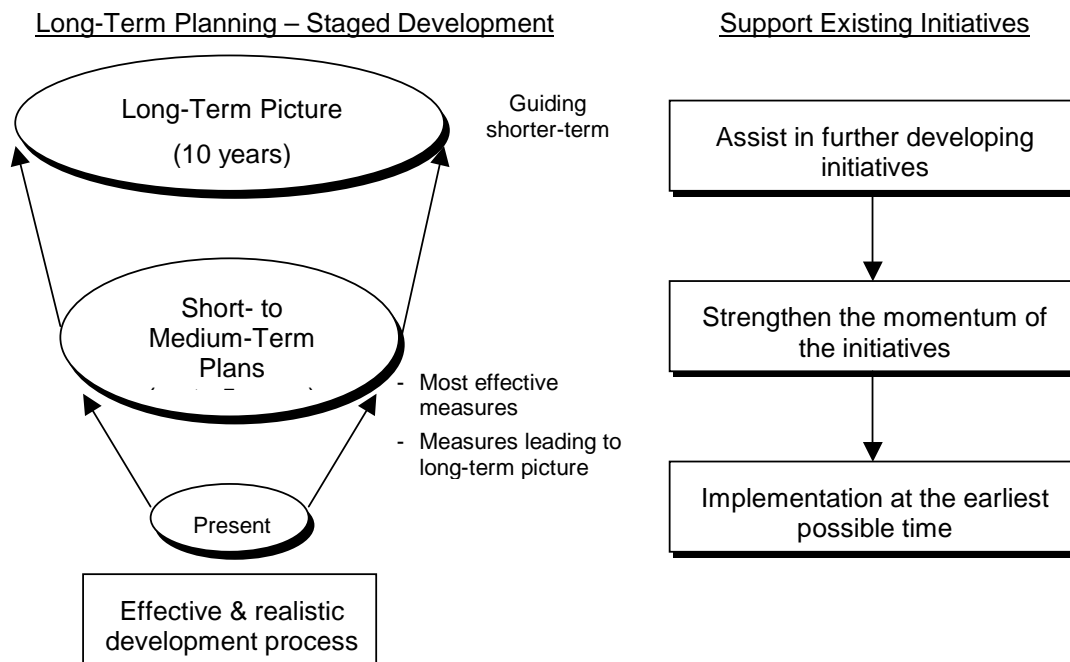 Long-Term Planning – Staged Development
Long-Term Picture
(10 years)
Guiding
shorter-term
Short- to
Medium-Term
Plans
- Most effective
measures
- Measures leading to
long-term picture
Present
Effective & realistic
development process
Support Existing Initiatives
Assist in further developing
initiatives
Strengthen the momentum of
the initiatives
Implementation at the earliest
possible time